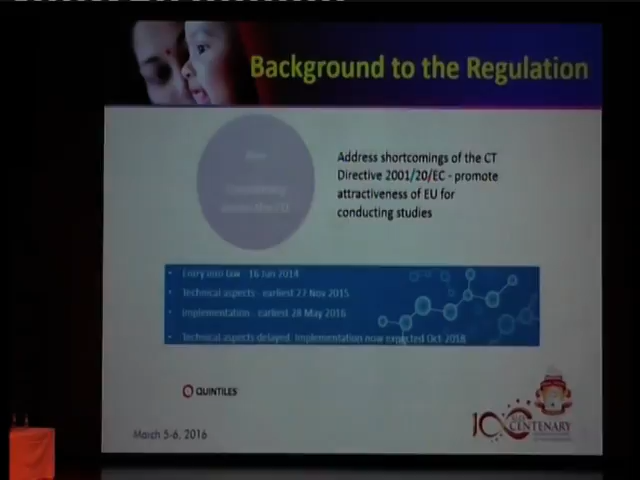 Background to the Regulation
Address shortcomings of the CT
Directive 2001/20/EC - promote
attractiveness of EU for
conducting studies
• Entry into law - 16 Jun 2014
• Technical aspects - earliest 27 Nov 2015
• Implementation - earliest 28 May 2016
• Technical aspects delayed. Implementation now expected Oct 2018
QUINTILES
CENTENARY
March 5-6, 2016